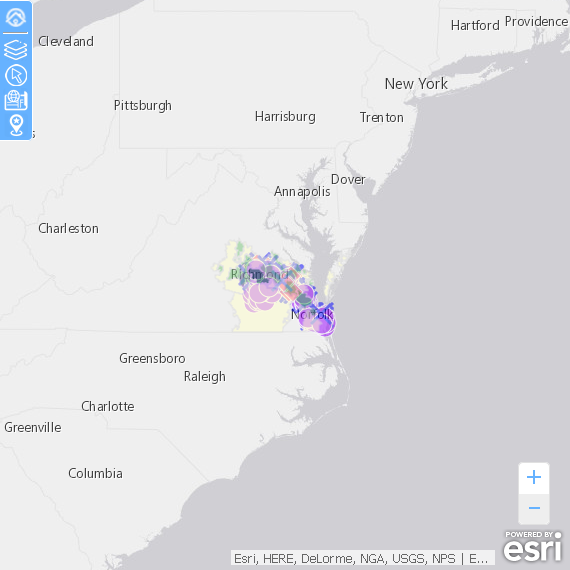 Hartford
Providence
Cleveland
New York
Pittsburgh
Harrisburg
Trenton
s
Dover
Annapolis
Charleston
Richmond
Norfolk
Greensboro
Raleigh
Charlotte
Greenville
Columbia
+
−
POWERED BY
esri
Esri, HERE, DeLorme, NGA, USGS, NPS | E...